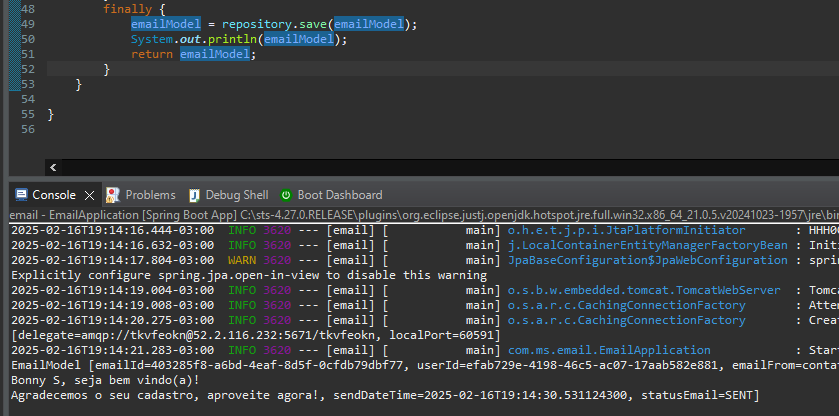 48 finally {
49 emailModel = repository.save(emailModel);
50 System.out.println(emailModel);
51 return emailModel;
52 }
53 }
54
55 }
56
Console Problems Debug Shell Boot Dashboard
email - EmailApplication [Spring Boot App] C:\sts-4.27.0.RELEASE\plugins\org.eclipse.justj.openjdk.hotspot.jre.full.win32.x86_64_21.0.5.v20241023-1957\jre\bin
2025-02-16T19:14:16.444-03:00 INFO 3620 --- [email] [ main] o.h.e.t.j.p.i.JtaPlatformInitiator : HHH00
2025-02-16T19:14:16.632-03:00 INFO 3620 --- [email] [ main] j.LocalContainerEntityManagerFactoryBean : Initi
2025-02-16T19:14:17.804-03:00 WARN 3620 --- [email] [ main] JpaBaseConfiguration$JpaWebConfiguration : sprin
Explicitly configure spring.jpa.open-in-view to disable this warning
2025-02-16T19:14:19.004-03:00 INFO 3620 --- [email] [ main] o.s.b.w.embedded.tomcat.TomcatWebServer : Tomca
2025-02-16T19:14:19.008-03:00 INFO 3620 --- [email] [ main] o.s.a.r.c.CachingConnectionFactory : Atte
2025-02-16T19:14:20.275-03:00 INFO 3620 --- [email] [ main] o.s.a.r.c.CachingConnectionFactory : Creat
[delegate=amqp://tkvfeokn@52.2.116.232:5671/tkvfeokn, localPort=60591]
2025-02-16T19:14:21.283-03:00 INFO 3620 --- [email] [ main] com.ms.email.EmailApplication : Start
EmailModel [emailId=403285f8-a6bd-4eaf-8d5f-0cfdb79dbf77, userId=efab729e-4198-46c5-ac07-17aab582e881, emailFrom=conta
Bonny S, seja bem vindo(a)!
Agradecemos o seu cadastro, aproveite agora!, sendDateTime=2025-02-16T19:14:30.531124300, statusEmail=SENT]